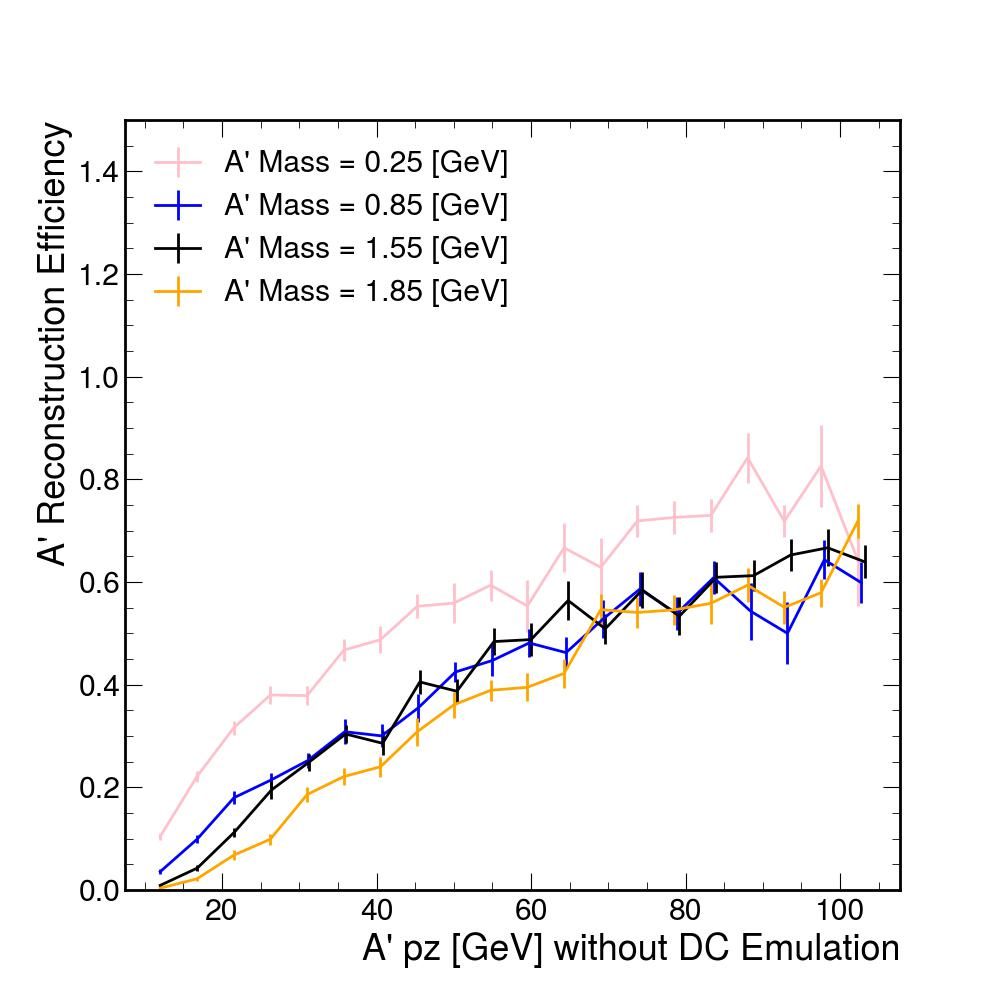 A' Reconstruction Efficiency
1.4
1.2
1.0
0.8
0.6
0.4
0.2
0.0
A' Mass = 0.25 [GeV]
A' Mass = 0.85 [GeV]
A' Mass = 1.55 [GeV]
A' Mass = 1.85 [GeV]
20 40 60 80 100
A' pz [GeV] without DC Emulation